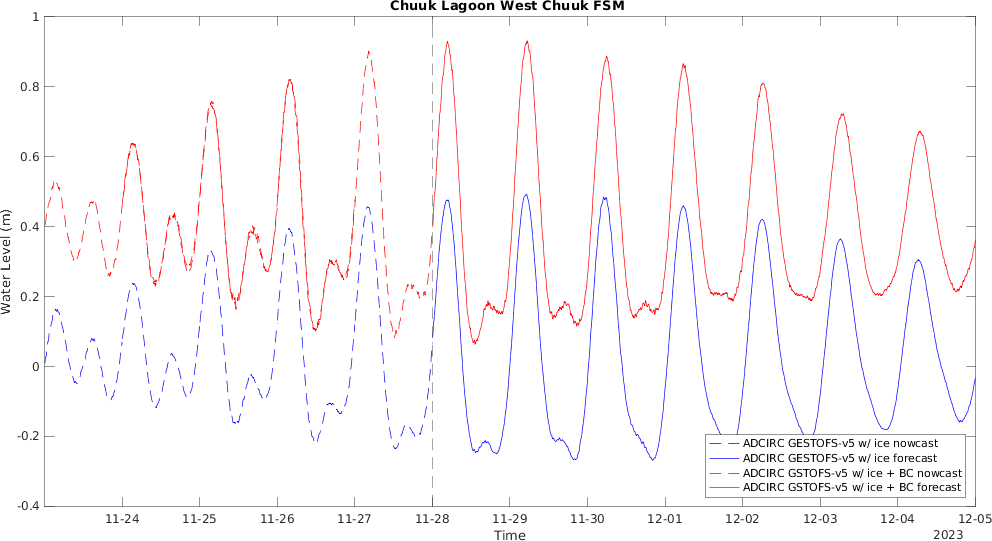 Chuuk Lagoon West Chuuk FSM
Water Level (m)
1
0.8
0.6
0.4
0.2
0
-0.2
-0.4
ADCIRC GESTOFS-v5 w/ ice nowcast
ADCIRC GESTOFS-v5 w/ ice forecast
ADCIRC GSTOFS-v5 w/ ice + BC nowcast
ADCIRC GSTOFS-v5 w/ ice + BC forecast
11-24 11-25 11-26 11-27 11-28 11-29 11-30 12-01 12-02 12-03 12-04 12-05
Time
2023